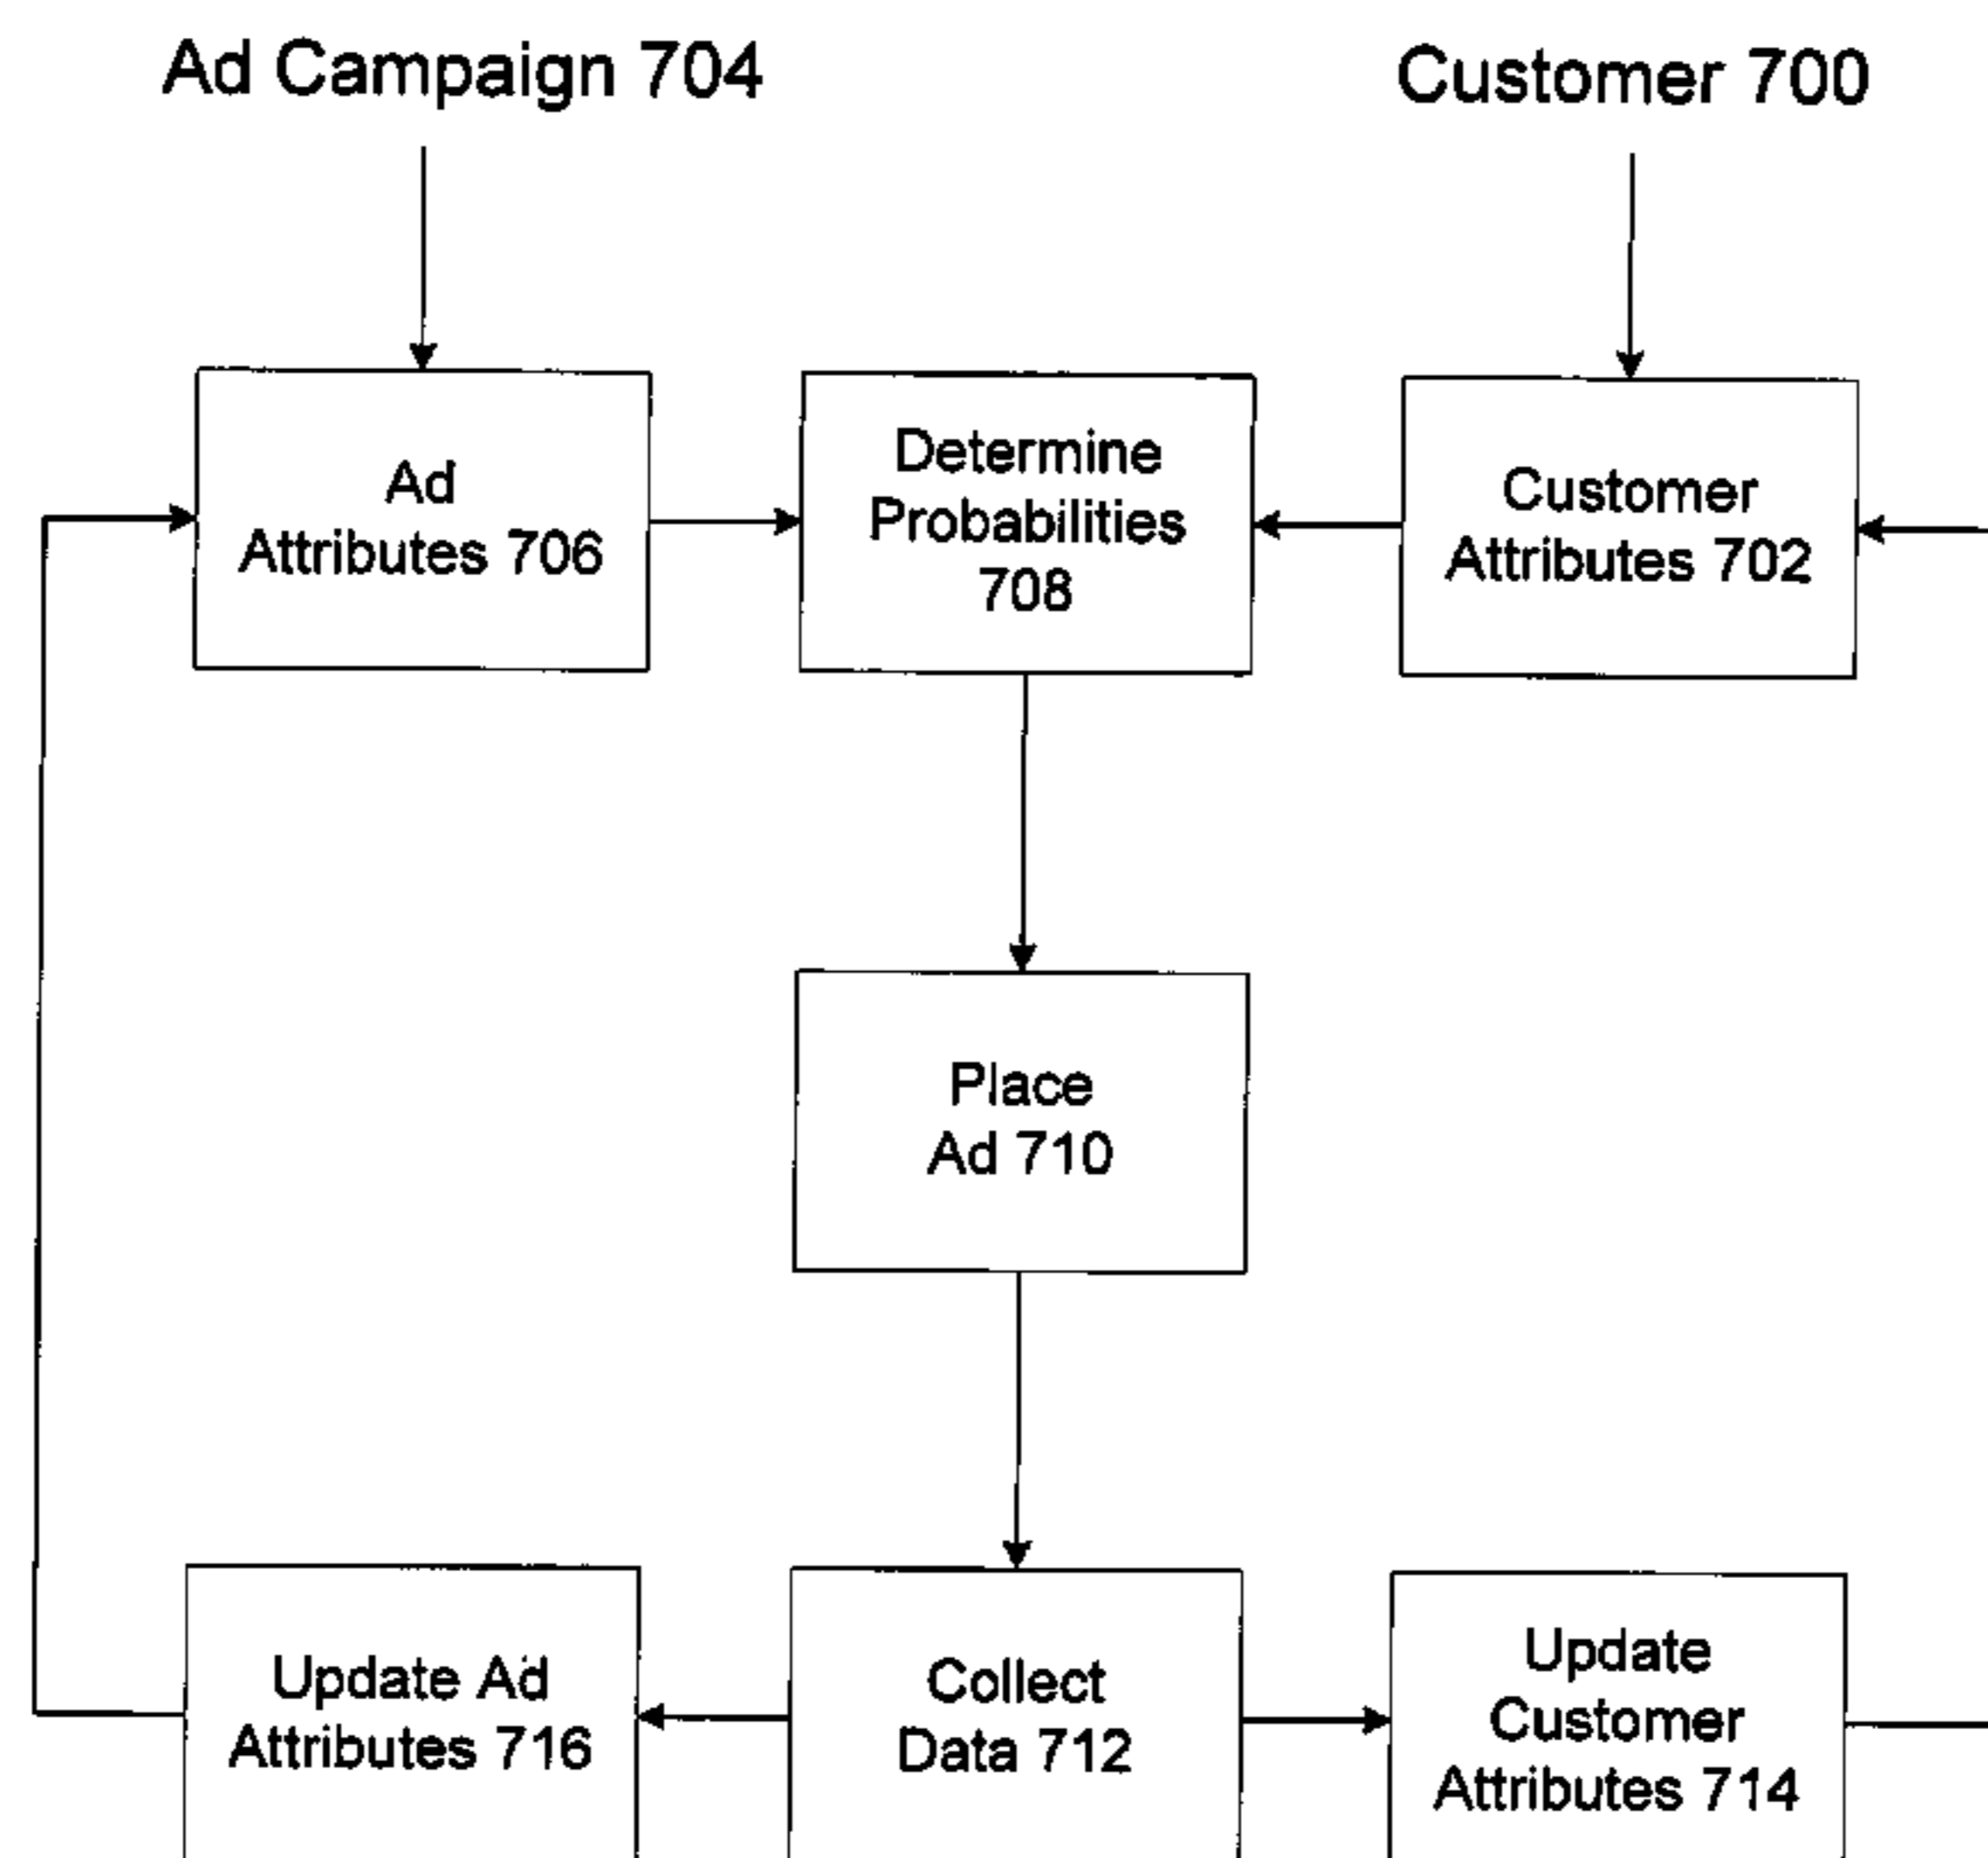 Ad Campaign 704
Customer 700
Ad
Attributes 706
Determine
Probabilities
708
Customer
Attributes 702
Place
Ad 710
Update Ad
Attributes 716
Collect
Data 712
Update
Customer
Attributes 714